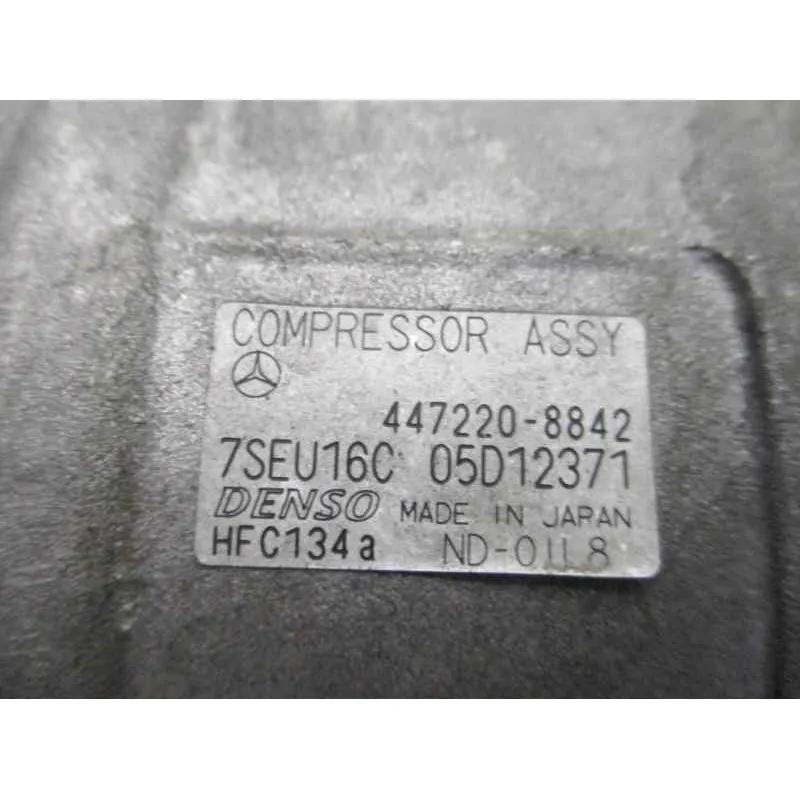 COMPRESSOR ASSY
447220-8842
7SEU16C 05D12371
DENSO MADE IN JAPAN
HFC134a ND-OIL8